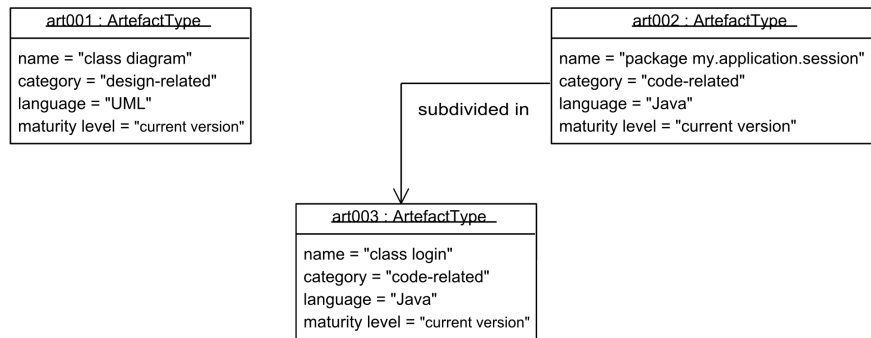 art001 : ArtefactType
name = "class diagram"
category = "design-related"
language = "UML"
maturity level = "current version"
art002 : ArtefactType
name = "package my.application.session"
category = "code-related"
language = "Java"
maturity level = "current version"
subdivided in
art003 : ArtefactType
name = "class login"
category = "code-related"
language = "Java"
maturity level = "current version"